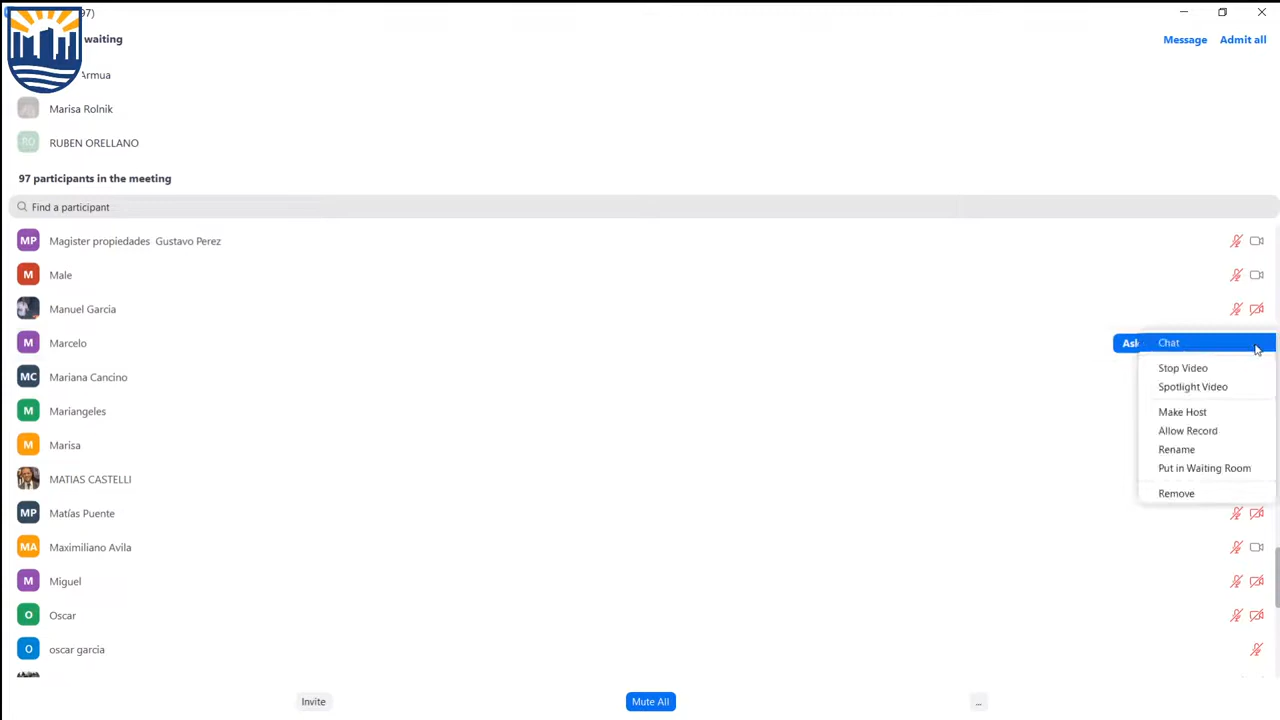 97)
waiting
Message
Admit all
Armua
Marisa Rolnik
RO
RUBEN ORELLANO
97 participants in the meeting
Find a participant
MP Magister propiedades Gustavo Perez
M Male
Manuel Garcia
M Marcelo
Ask
Chat
MC Mariana Cancino
Stop Video
Spotlight Video
M Mariangeles
Make Host
Allow Record
M Marisa
Rename
Put in Waiting Room
MATIAS CASTELLI
Remove
MP Matías Puente
MA Maximiliano Avila
M Miguel
O Oscar
O oscar garcia
Invite
Mute All
...